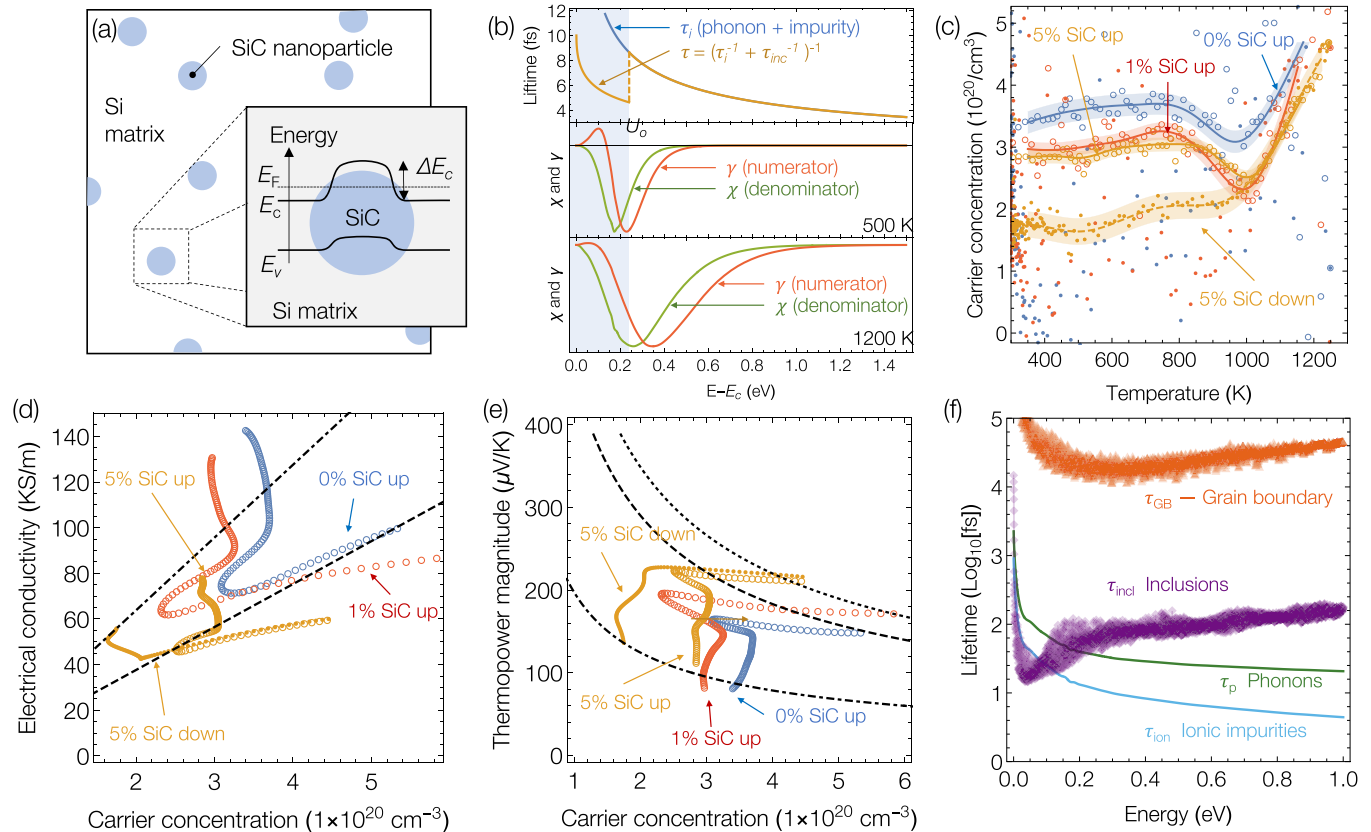 (a)
SiC nanoparticle
Si
matrix
Energy
E_F
E_c
E_v
ΔE_c
SiC
Si matrix
(b)
Liftime (fs)
12
10
8
6
4
τ_i (phonon + impurity)
τ = (τ_i^-1 + τ_inc^-1)^-1
U_o
χ and γ
γ (numerator)
χ (denominator)
500 K
χ and γ
γ (numerator)
χ (denominator)
1200 K
0.0 0.2 0.4 0.6 0.8 1.0 1.2 1.4
E−E_c (eV)
(c)
Carrier concentration (10^20/cm^3)
5
4
3
2
1
0
5% SiC up
0% SiC up
1% SiC up
5% SiC down
400 600 800 1000 1200
Temperature (K)
(d)
Electrical conductivity (KS/m)
140
120
100
80
60
40
20
0
5% SiC up
0% SiC up
1% SiC up
5% SiC down
2 3 4 5
Carrier concentration (1×10^20 cm^−3)
(e)
Thermopower magnitude (μV/K)
400
300
200
100
0
5% SiC down
5% SiC up
0% SiC up
1% SiC up
1 2 3 4 5 6
Carrier concentration (1×10^20 cm^−3)
(f)
Lifetime (Log_10[fs])
5
4
3
2
1
0
τ_GB — Grain boundary
τ_incl Inclusions
τ_p Phonons
τ_ion Ionic impurities
0.0 0.2 0.4 0.6 0.8 1.0
Energy (eV)